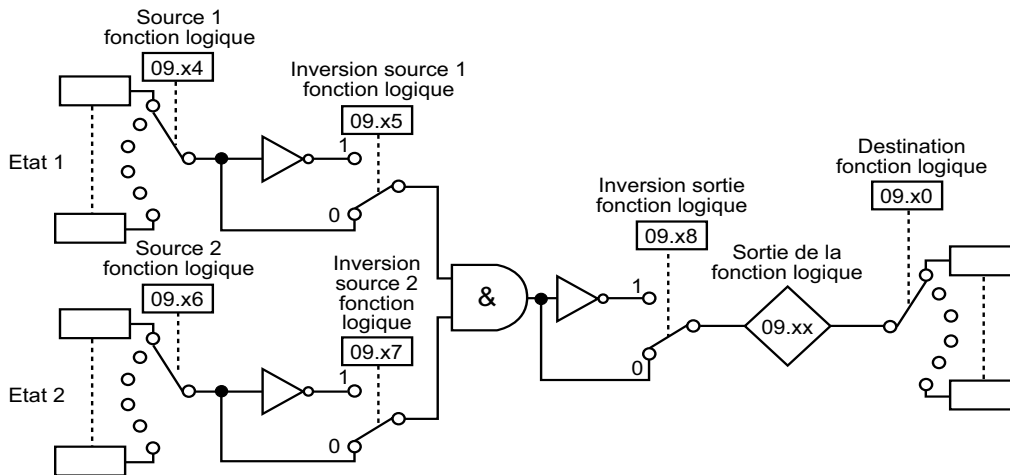 Source 1
fonction logique
09.x4
Inversion source 1
fonction logique
09.x5
Etat 1
1
0
Source 2
fonction logique
09.x6
Inversion
source 2
fonction
logique
09.x7
Etat 2
1
0
&
Inversion sortie
fonction logique
09.x8
1
0
Sortie de la
fonction logique
09.xx
Destination
fonction logique
09.x0